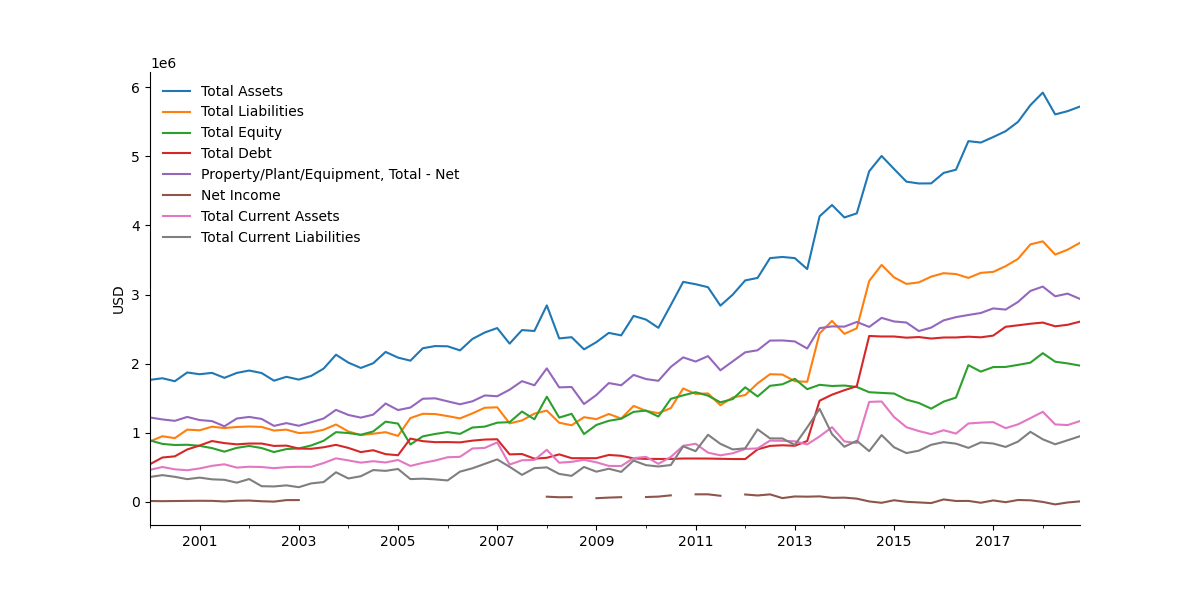 1e6
6
5
4
3
2
1
0
USD
Total Assets
Total Liabilities
Total Equity
Total Debt
Property/Plant/Equipment, Total - Net
Net Income
Total Current Assets
Total Current Liabilities
2001 2003 2005 2007 2009 2011 2013 2015 2017